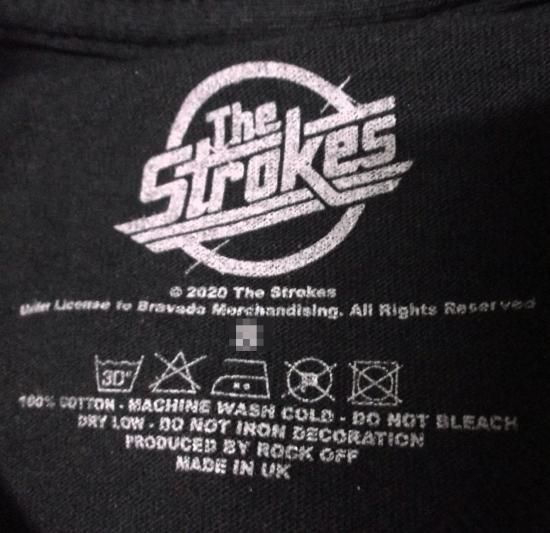 The
Strokes
© 2020 The Strokes
Under License to Bravado Merchandising. All Rights Reserved
30°
100% COTTON - MACHINE WASH COLD - DO NOT BLEACH
DRY LOW - DO NOT IRON DECORATION
PRODUCED BY ROCK OFF
MADE IN UK